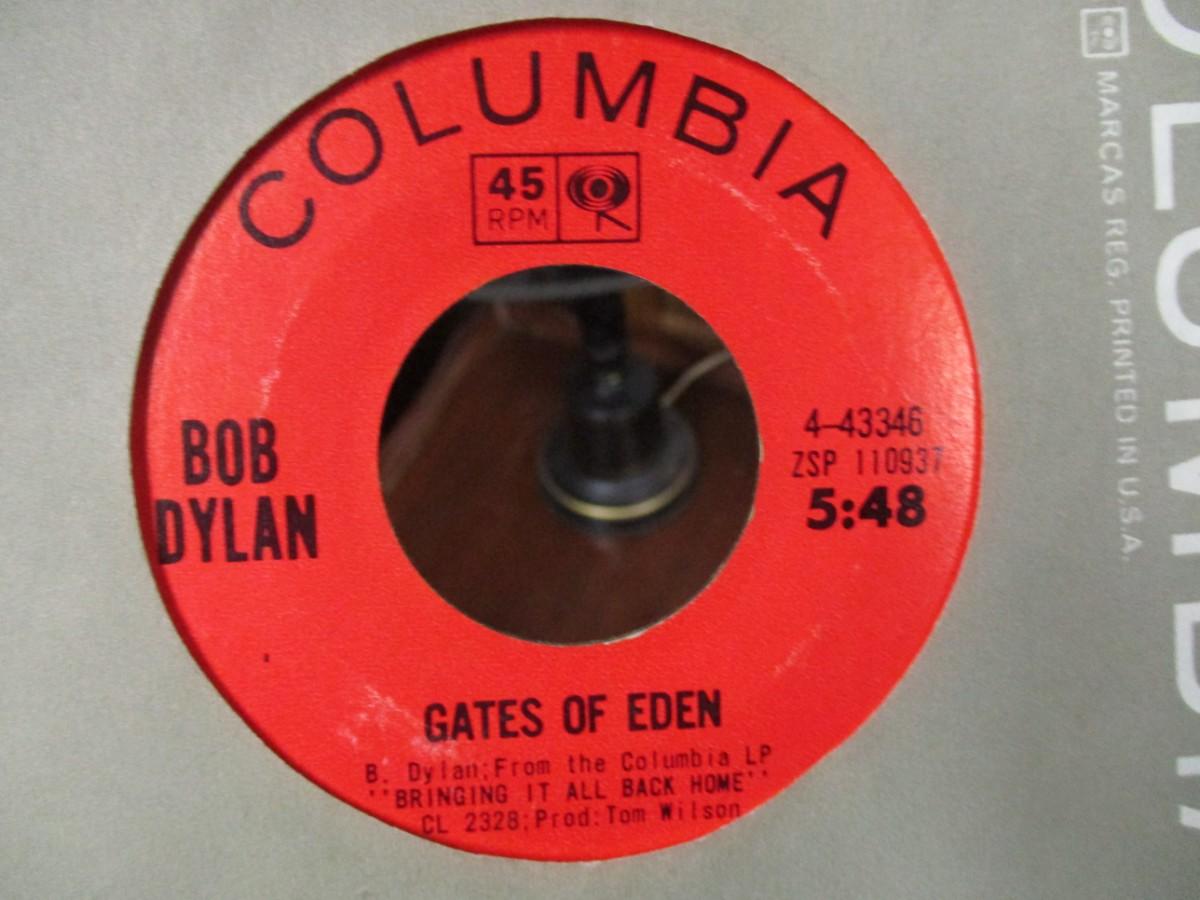 COLUMBIA
45
RPM
BOB
DYLAN
4-43346
ZSP 110937
5:48
GATES OF EDEN
B. Dylan;From the Columbia LP
''BRINGING IT ALL BACK HOME''
CL 2328;Prod:Tom Wilson
MARCAS REG. PRINTED IN U.S.A.
OLUMBIA